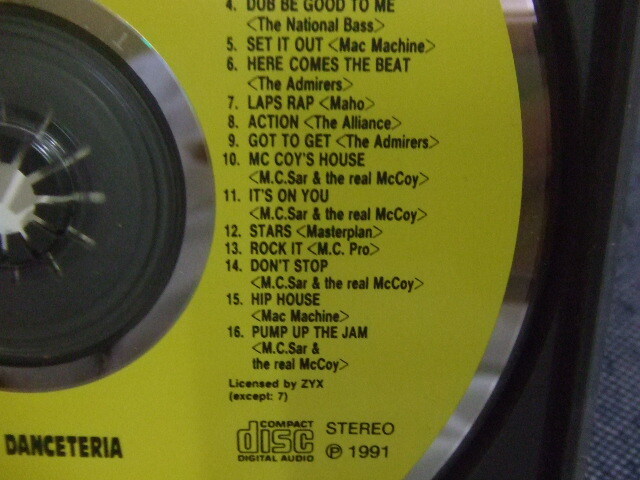 4. DUB BE GOOD TO ME
<The National Bass>
5. SET IT OUT <Mac Machine>
6. HERE COMES THE BEAT
<The Admirers>
7. LAPS RAP <Maho>
8. ACTION <The Alliance>
9. GOT TO GET <The Admirers>
10. MC COY'S HOUSE
<M.C.Sar & the real McCoy>
11. IT'S ON YOU
<M.C.Sar & the real McCoy>
12. STARS <Masterplan>
13. ROCK IT <M.C. Pro>
14. DON'T STOP
<M.C.Sar & the real McCoy>
15. HIP HOUSE
<Mac Machine>
16. PUMP UP THE JAM
<M.C.Sar &
the real McCoy>
Licensed by ZYX
(except: 7)
DANCETERIA
COMPACT
disc
DIGITAL AUDIO
STEREO
Ⓟ 1991